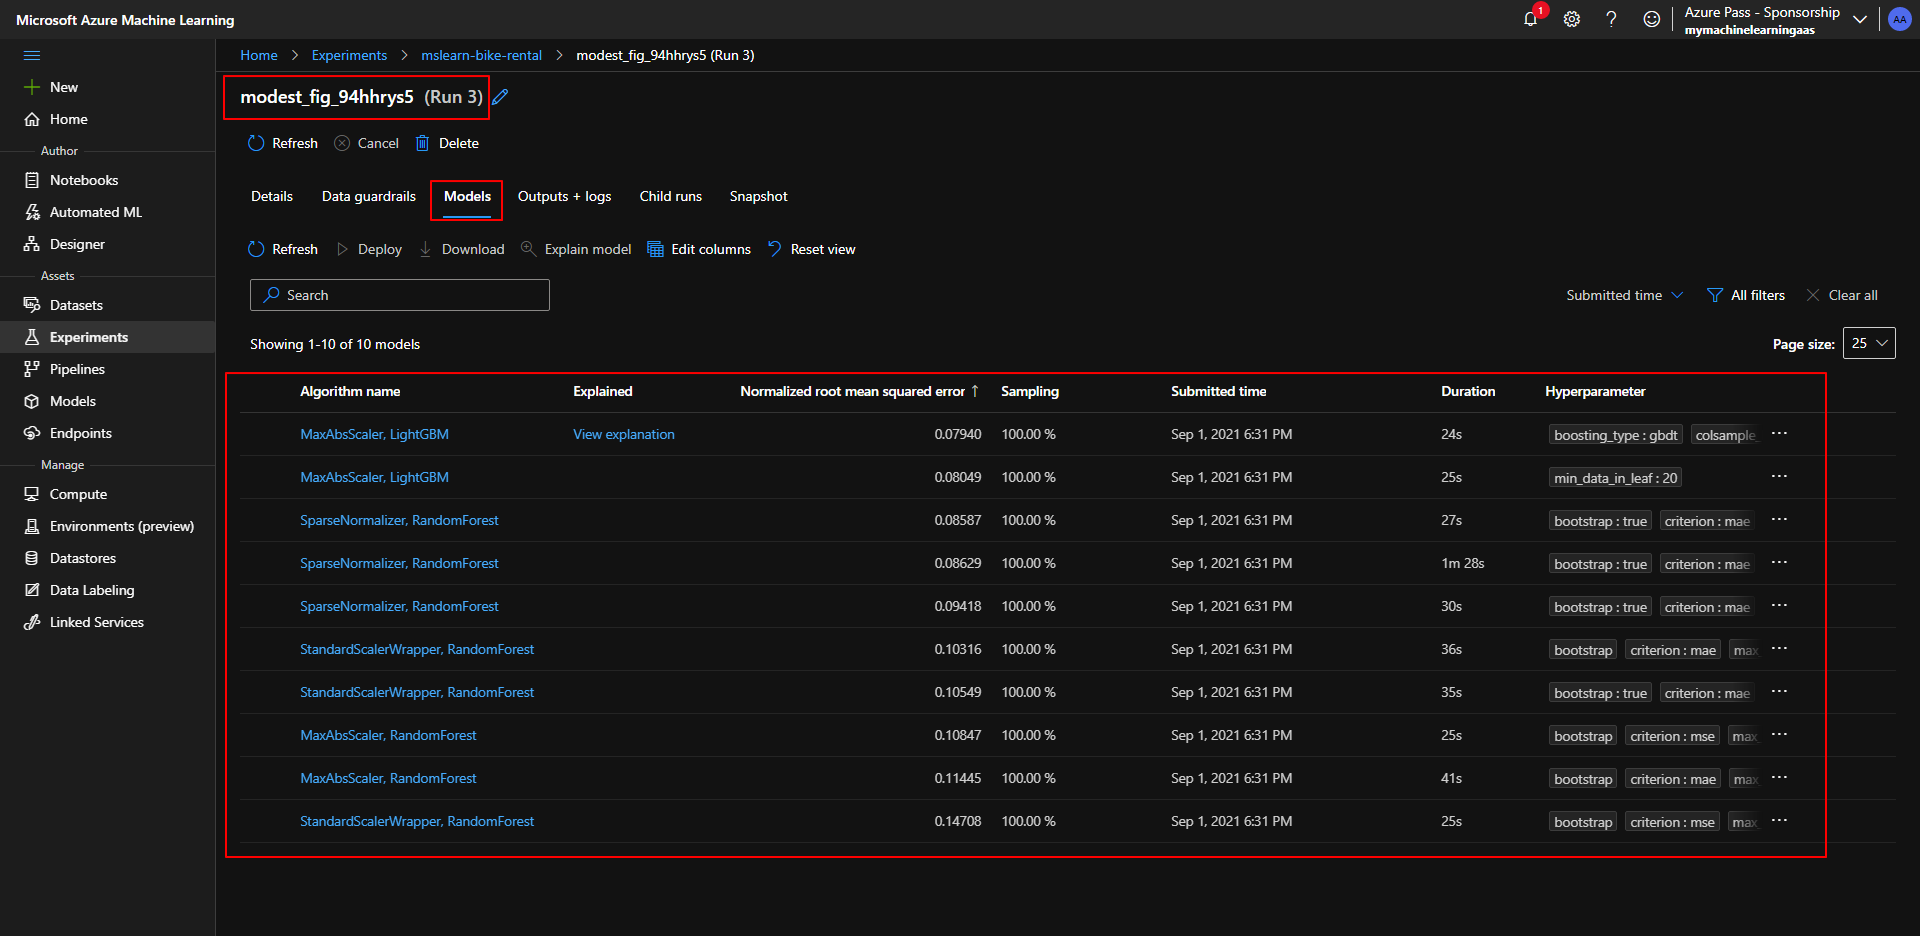 Microsoft Azure Machine Learning
1
Azure Pass - Sponsorship
mymachinelearningaas
AA
New
Home
Author
Notebooks
Automated ML
Designer
Assets
Datasets
Experiments
Pipelines
Models
Endpoints
Manage
Compute
Environments (preview)
Datastores
Data Labeling
Linked Services
Home > Experiments > mslearn-bike-rental > modest_fig_94hhrys5 (Run 3)
modest_fig_94hhrys5 (Run 3)
Refresh Cancel Delete
Details Data guardrails Models Outputs + logs Child runs Snapshot
Refresh Deploy Download Explain model Edit columns Reset view
Search
Submitted time All filters Clear all
Showing 1-10 of 10 models
Page size: 25
Algorithm name Explained Normalized root mean squared error ↑ Sampling Submitted time Duration Hyperparameter
MaxAbsScaler, LightGBM View explanation 0.07940 100.00 % Sep 1, 2021 6:31 PM 24s boosting_type : gbdt colsample_ ...
MaxAbsScaler, LightGBM 0.08049 100.00 % Sep 1, 2021 6:31 PM 25s min_data_in_leaf : 20 ...
SparseNormalizer, RandomForest 0.08587 100.00 % Sep 1, 2021 6:31 PM 27s bootstrap : true criterion : mae ...
SparseNormalizer, RandomForest 0.08629 100.00 % Sep 1, 2021 6:31 PM 1m 28s bootstrap : true criterion : mae ...
SparseNormalizer, RandomForest 0.09418 100.00 % Sep 1, 2021 6:31 PM 30s bootstrap : true criterion : mae ...
StandardScalerWrapper, RandomForest 0.10316 100.00 % Sep 1, 2021 6:31 PM 36s bootstrap criterion : mae max ...
StandardScalerWrapper, RandomForest 0.10549 100.00 % Sep 1, 2021 6:31 PM 35s bootstrap : true criterion : mae ...
MaxAbsScaler, RandomForest 0.10847 100.00 % Sep 1, 2021 6:31 PM 25s bootstrap criterion : mse max ...
MaxAbsScaler, RandomForest 0.11445 100.00 % Sep 1, 2021 6:31 PM 41s bootstrap criterion : mae max ...
StandardScalerWrapper, RandomForest 0.14708 100.00 % Sep 1, 2021 6:31 PM 25s bootstrap criterion : mse max ...